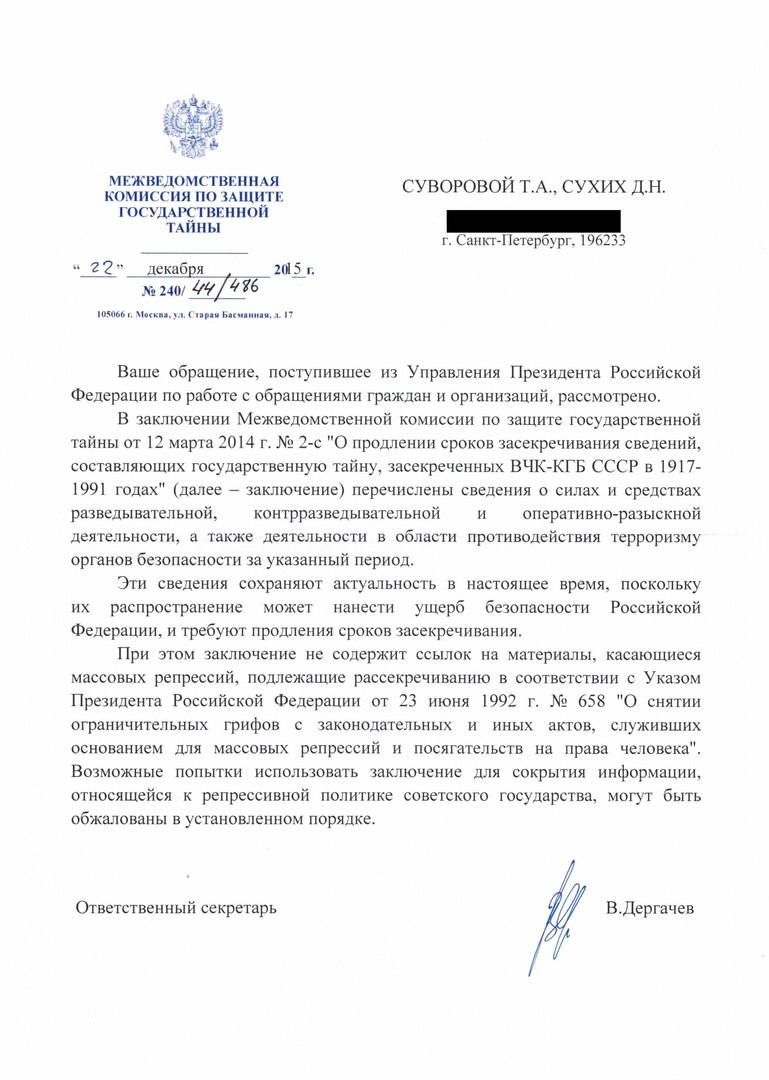 МЕЖВЕДОМСТВЕННАЯ
КОМИССИЯ ПО ЗАЩИТЕ
ГОСУДАРСТВЕННОЙ
ТАЙНЫ
“ 22 ” декабря 2015 г.
№ 240/ 44/486
105066 г. Москва, ул. Старая Басманная, д. 17
СУВОРОВОЙ Т.А., СУХИХ Д.Н.
г. Санкт-Петербург, 196233
Ваше обращение, поступившее из Управления Президента Российской
Федерации по работе с обращениями граждан и организаций, рассмотрено.
В заключении Межведомственной комиссии по защите государственной
тайны от 12 марта 2014 г. № 2-с "О продлении сроков засекречивания сведений,
составляющих государственную тайну, засекреченных ВЧК-КГБ СССР в 1917-
1991 годах" (далее – заключение) перечислены сведения о силах и средствах
разведывательной, контрразведывательной и оперативно-разыскной
деятельности, а также деятельности в области противодействия терроризму
органов безопасности за указанный период.
Эти сведения сохраняют актуальность в настоящее время, поскольку
их распространение может нанести ущерб безопасности Российской
Федерации, и требуют продления сроков засекречивания.
При этом заключение не содержит ссылок на материалы, касающиеся
массовых репрессий, подлежащие рассекречиванию в соответствии с Указом
Президента Российской Федерации от 23 июня 1992 г. № 658 "О снятии
ограничительных грифов с законодательных и иных актов, служивших
основанием для массовых репрессий и посягательств на права человека".
Возможные попытки использовать заключение для сокрытия информации,
относящейся к репрессивной политике советского государства, могут быть
обжалованы в установленном порядке.
Ответственный секретарь В.Дергачев